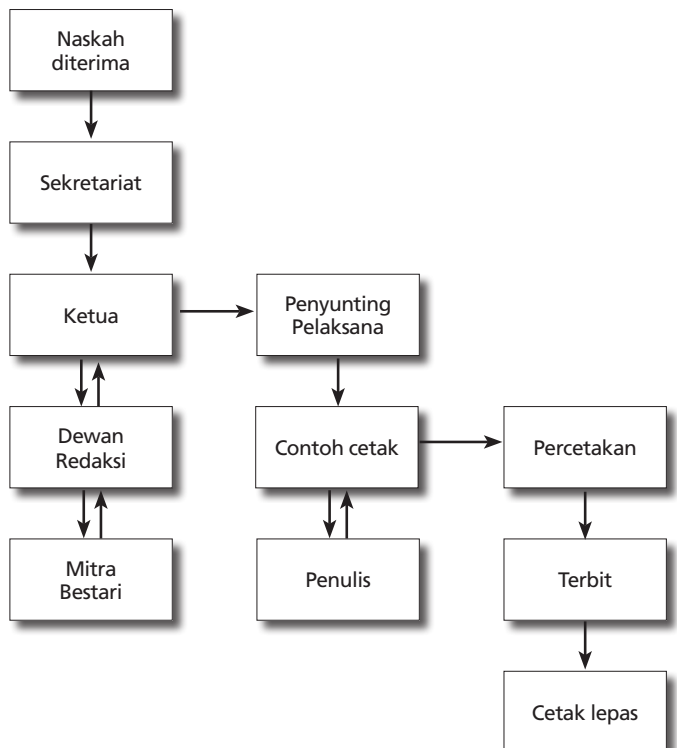 Naskah
diterima
Sekretariat
Ketua
Penyunting
Pelaksana
Dewan
Redaksi
Contoh cetak
Percetakan
Mitra
Bestari
Penulis
Terbit
Cetak lepas